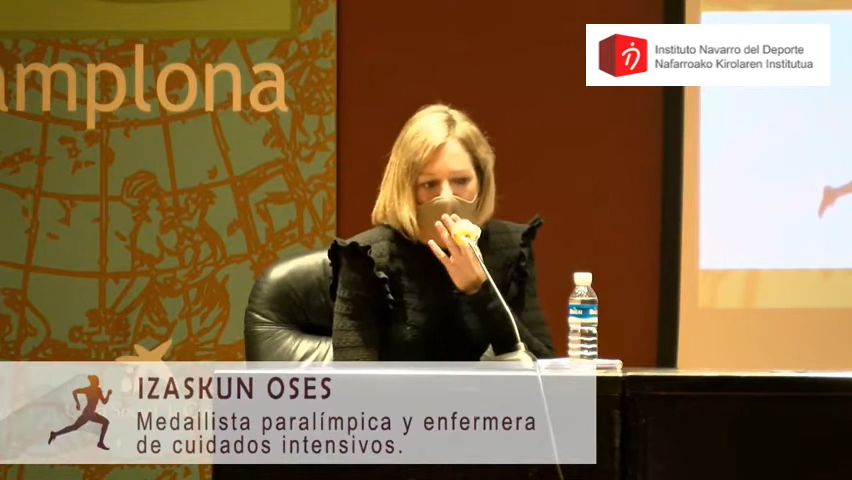 amplona
Instituto Navarro del Deporte
Nafarroako Kirolaren Institutua
IZASKUN OSES
Medallista paralímpica y enfermera
de cuidados intensivos.